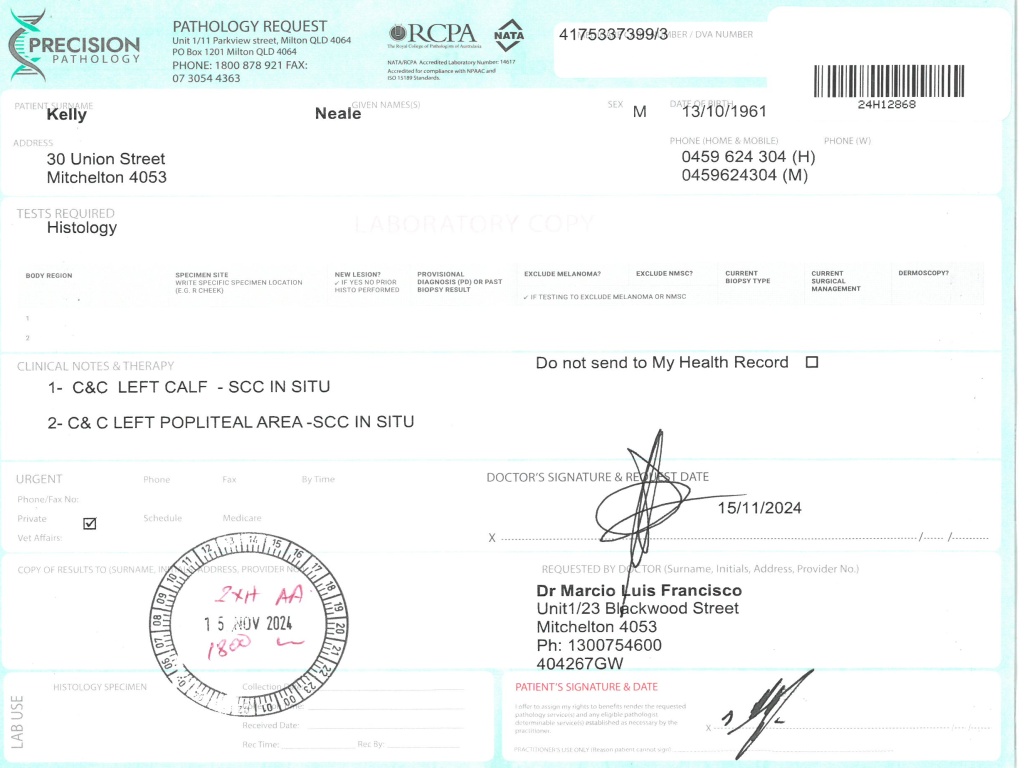 PRECISION
PATHOLOGY
PATHOLOGY REQUEST
Unit 1/11 Parkview street, Milton QLD 4064
PO Box 1201 Milton QLD 4064
PHONE: 1800 878 921 FAX:
07 3054 4363
RCPA
The Royal College of Pathologists of Australasia
NATA
NATA/RCPA Accredited Laboratory Number: 14617
Accredited for compliance with NPAAC and
ISO 15189 Standards.
4175337399/3
/ DVA NUMBER
24H12868
PATIENT SURNAME
GIVEN NAMES(S)
SEX
DATE OF BIRTH
Kelly
Neale
M
13/10/1961
ADDRESS
PHONE (HOME & MOBILE)
PHONE (W)
30 Union Street
Mitchelton 4053
0459 624 304 (H)
0459624304 (M)
TESTS REQUIRED
Histology
LABORATORY COPY
BODY REGION
SPECIMEN SITE
WRITE SPECIFIC SPECIMEN LOCATION
(E.G. R CHEEK)
NEW LESION?
✓ IF YES NO PRIOR
HISTO PERFORMED
PROVISIONAL
DIAGNOSIS (PD) OR PAST
BIOPSY RESULT
EXCLUDE MELANOMA?
EXCLUDE NMSC?
✓ IF TESTING TO EXCLUDE MELANOMA OR NMSC
CURRENT
BIOPSY TYPE
CURRENT
SURGICAL
MANAGEMENT
DERMOSCOPY?
1
2
CLINICAL NOTES & THERAPY
Do not send to My Health Record ☐
1- C&C LEFT CALF - SCC IN SITU
2- C& C LEFT POPLITEAL AREA -SCC IN SITU
URGENT
Phone
Fax
By Time
Phone/Fax No:
Private ☑
Schedule
Medicare
Vet Affairs:
DOCTOR'S SIGNATURE & REQUEST DATE
15/11/2024
X
COPY OF RESULTS TO (SURNAME, ADDRESS, PROVIDER
2XH AA
15 NOV 2024
1800
REQUESTED BY DOCTOR (Surname, Initials, Address, Provider No.)
Dr Marcio Luis Francisco
Unit1/23 Blackwood Street
Mitchelton 4053
Ph: 1300754600
404267GW
LAB USE
HISTOLOGY SPECIMEN
Collection
Received Date:
Rec Time:
Rec By:
PATIENT'S SIGNATURE & DATE
I offer to assign my rights to benefits render the requested
pathology service(s) and any eligible pathologist
determinable service(s) established as necessary by the
practitioner.
X
PRACTITIONER'S USE ONLY (Reason patient cannot sign)